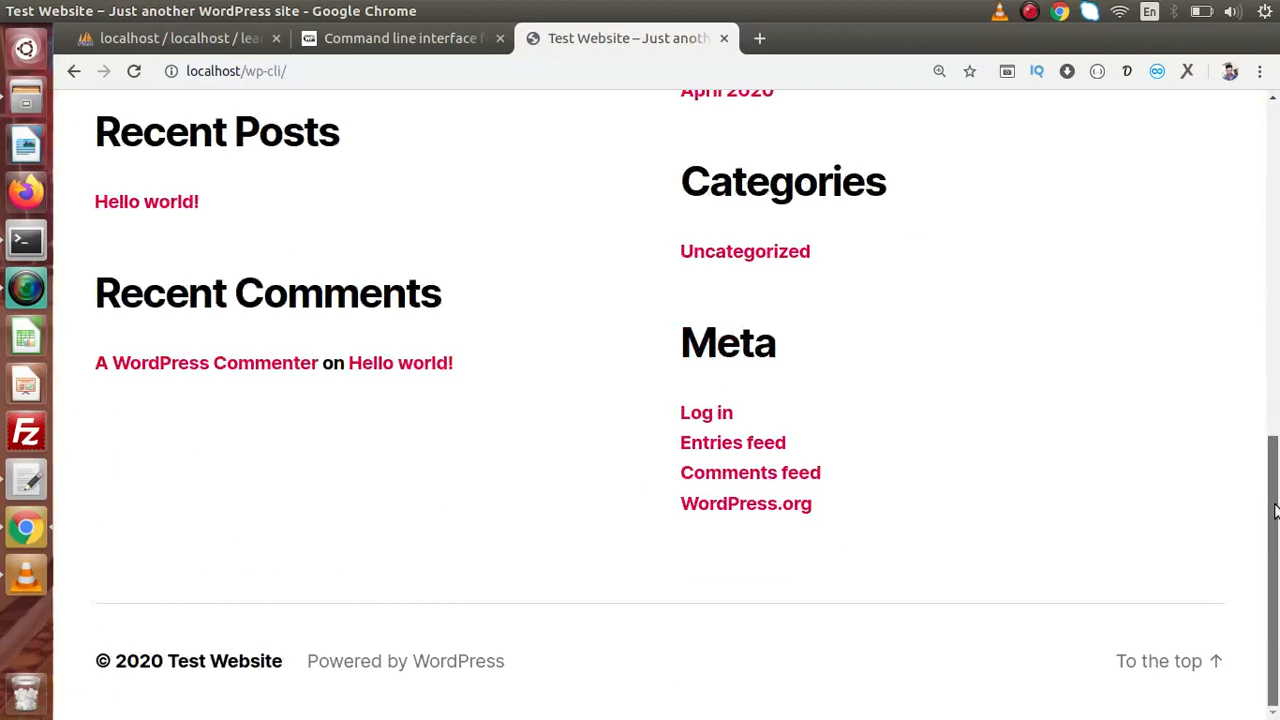 Test Website – Just another WordPress site - Google Chrome
En
localhost / localhost / lea
Command line interface f
Test Website – Just anoth
localhost/wp-cli/
IQ
April 2020
Recent Posts
Hello world!
Recent Comments
A WordPress Commenter on Hello world!
Categories
Uncategorized
Meta
Log in
Entries feed
Comments feed
WordPress.org
© 2020 Test Website
Powered by WordPress
To the top ↑